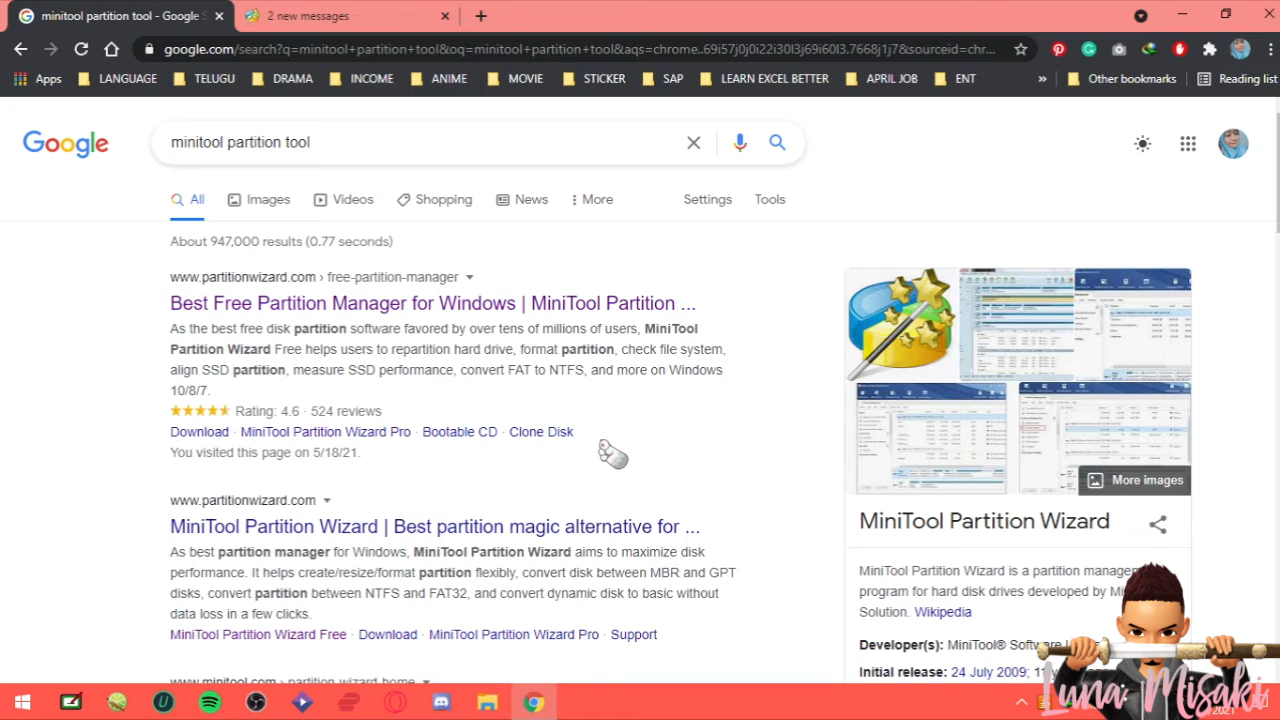 minitool partition tool - Google S
2 new messages
google.com/search?q=minitool+partition+tool&oq=minitool+partition+tool&aqs=chrome..69i57j0j0i22i30l3j69i60l3.7668j1j7&sourceid=chr...
Apps
LANGUAGE
TELUGU
DRAMA
INCOME
ANIME
MOVIE
STICKER
SAP
LEARN EXCEL BETTER
APRIL JOB
ENT
»
Other bookmarks
Reading list
Google
minitool partition tool
All
Images
Videos
Shopping
News
More
Settings
Tools
About 947,000 results (0.77 seconds)
www.partitionwizard.com › free-partition-manager
Best Free Partition Manager for Windows | MiniTool Partition ...
As the best free disk partition software favored by over tens of millions of users, MiniTool
Partition Wizard helps users to repartition hard drive, format partition, check file system,
align SSD performance, convert FAT to NTFS, and more on Windows
10/8/7.
Rating: 4.6 · 524 reviews
Download · MiniTool Partition Wizard Pro · Bootable CD · Clone Disk
You visited this page on 5/18/21.
www.partitionwizard.com
MiniTool Partition Wizard | Best partition magic alternative for ...
As best partition manager for Windows, MiniTool Partition Wizard aims to maximize disk
performance. It helps create/resize/format partition flexibly, convert disk between MBR and GPT
disks, convert partition between NTFS and FAT32, and convert dynamic disk to basic without
data loss in a few clicks.
MiniTool Partition Wizard Free · Download · MiniTool Partition Wizard Pro · Support
www.minitool.com › partition-wizard-home
More images
MiniTool Partition Wizard
MiniTool Partition Wizard is a partition
program for hard disk drives developed by
Solution. Wikipedia
Developer(s): MiniTool®
Initial release: 24 July 2009;
Luna Misaki